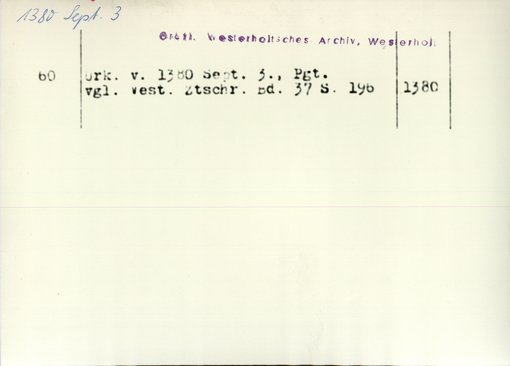 1380 Sept. 3
Gräfl. Westerholtsches Archiv, Westerholt
60 Urk. v. 1380 Sept. 3., Pgt.
vgl. West. Ztschr. Bd. 37 S. 196 1380